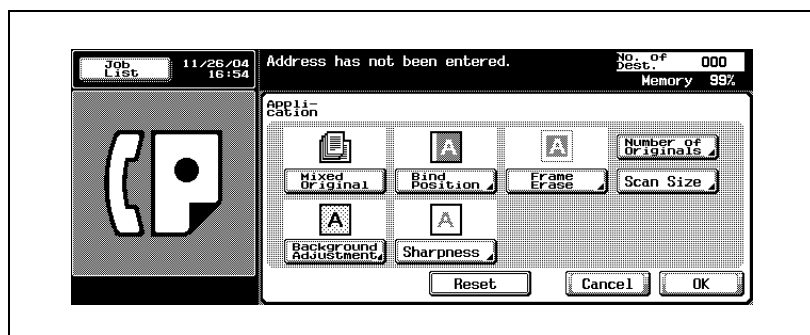 Job
List
11/26/04
16:54
Address has not been entered.
No. of
Dest.
000
Memory 99%
Appli-
cation
Mixed
Original
A
Bind
Position
A
Frame
Erase
Number of
Originals
Scan Size
A
Background
Adjustment
A
Sharpness
Reset
Cancel
OK